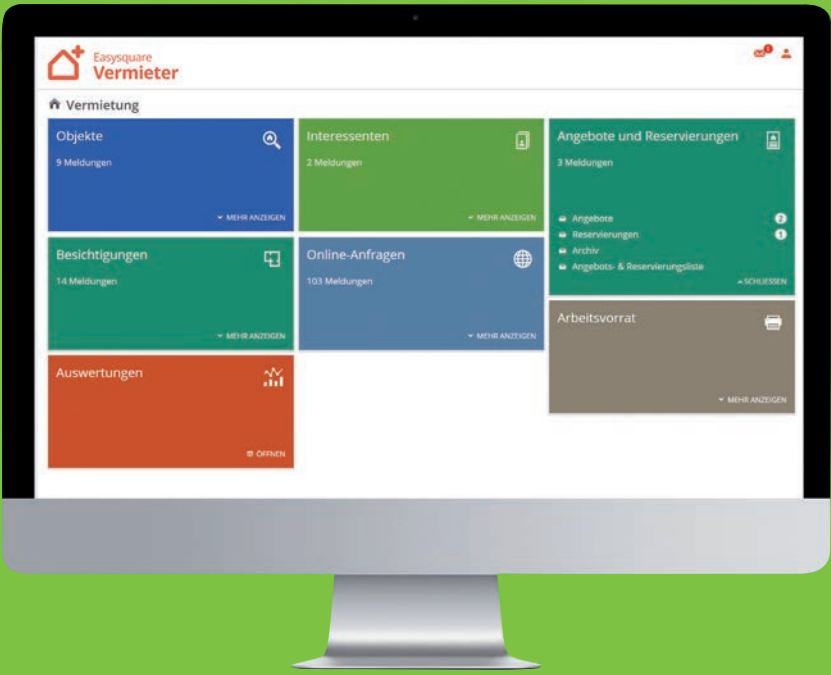 Easysquare
Vermieter
1
Vermietung
Objekte
9 Meldungen
MEHR ANZEIGEN
Interessenten
2 Meldungen
MEHR ANZEIGEN
Angebote und Reservierungen
3 Meldungen
Angebote 2
Reservierungen 1
Archiv
Angebots- & Reservierungsliste
SCHLIESSEN
Besichtigungen
14 Meldungen
MEHR ANZEIGEN
Online-Anfragen
103 Meldungen
MEHR ANZEIGEN
Arbeitsvorrat
MEHR ANZEIGEN
Auswertungen
ÖFFNEN